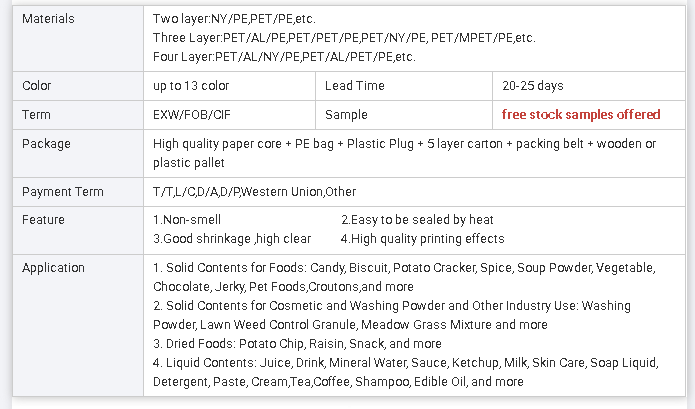 Materials
Two layer:NY/PE,PET/PE,etc.
Three Layer:PET/AL/PE,PET/PET/PE,PET/NY/PE, PET/MPET/PE,etc.
Four Layer:PET/AL/NY/PE,PET/AL/PET/PE,etc.
Color up to 13 color Lead Time 20-25 days
Term EXW/FOB/CIF Sample free stock samples offered
Package High quality paper core + PE bag + Plastic Plug + 5 layer carton + packing belt + wooden or
plastic pallet
Payment Term T/T,L/C,D/A,D/P,Western Union,Other
Feature 1.Non-smell 2.Easy to be sealed by heat
3.Good shrinkage ,high clear 4.High quality printing effects
Application 1. Solid Contents for Foods: Candy, Biscuit, Potato Cracker, Spice, Soup Powder, Vegetable,
Chocolate, Jerky, Pet Foods,Croutons,and more
2. Solid Contents for Cosmetic and Washing Powder and Other Industry Use: Washing
Powder, Lawn Weed Control Granule, Meadow Grass Mixture and more
3. Dried Foods: Potato Chip, Raisin, Snack, and more
4. Liquid Contents: Juice, Drink, Mineral Water, Sauce, Ketchup, Milk, Skin Care, Soap Liquid,
Detergent, Paste, Cream,Tea,Coffee, Shampoo, Edible Oil, and more